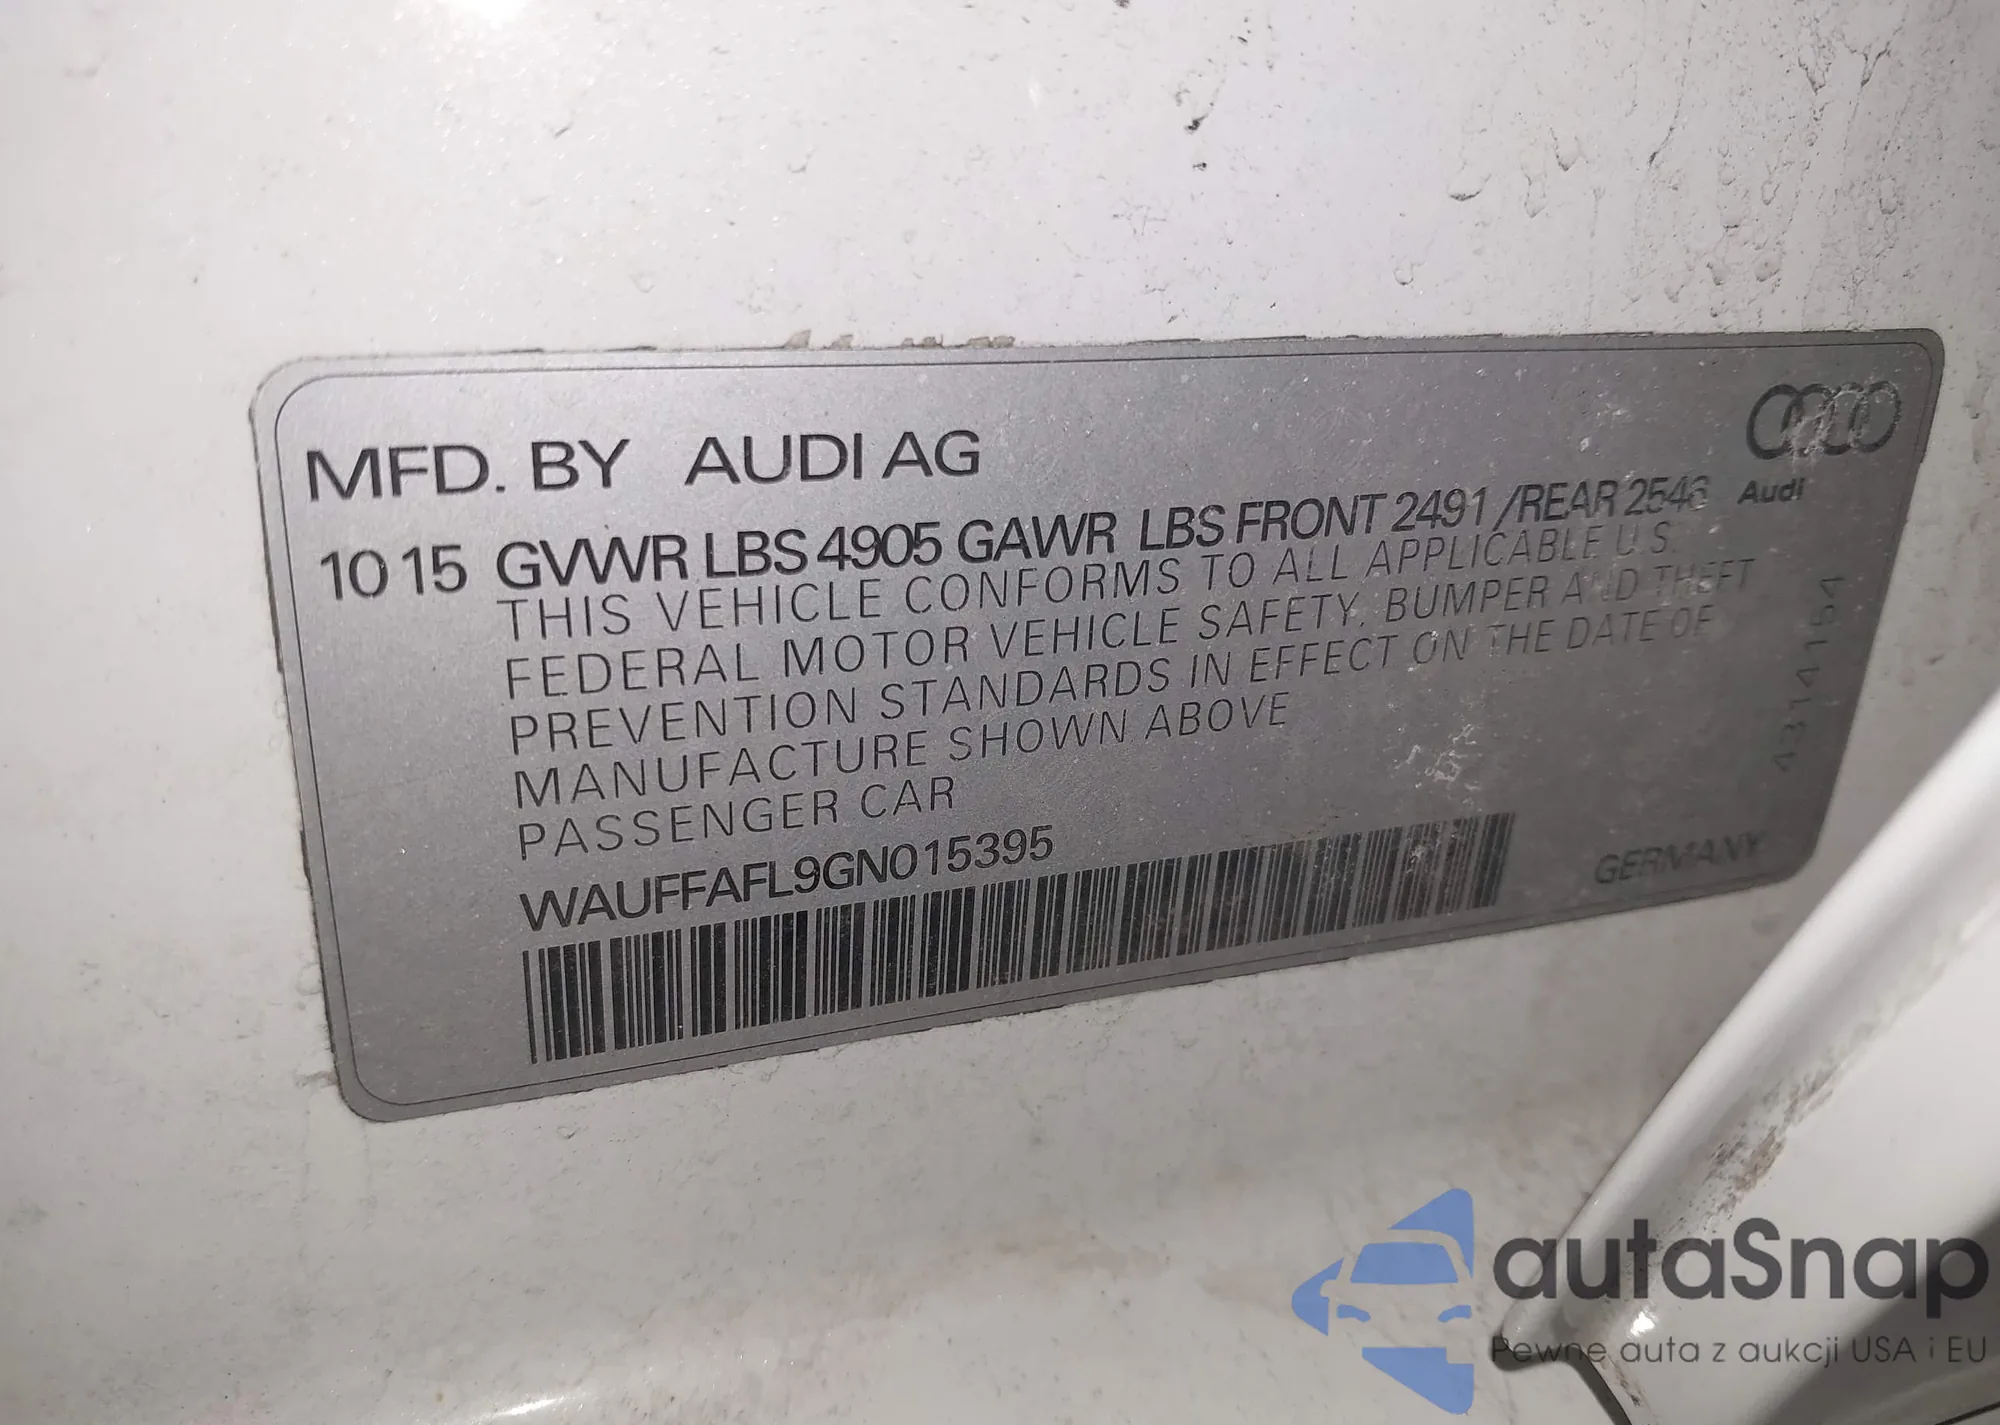 MFD. BY AUDI AG
10 15 GVWR LBS 4905 GAWR LBS FRONT 2491 /REAR 2546 Audi
THIS VEHICLE CONFORMS TO ALL APPLICABLE U.S.
FEDERAL MOTOR VEHICLE SAFETY, BUMPER AND THEFT
PREVENTION STANDARDS IN EFFECT ON THE DATE OF
MANUFACTURE SHOWN ABOVE
PASSENGER CAR
WAUFFAFL9GN015395
GERMANY
4314154
autaSnap
Pewne auta z aukcji USA i EU